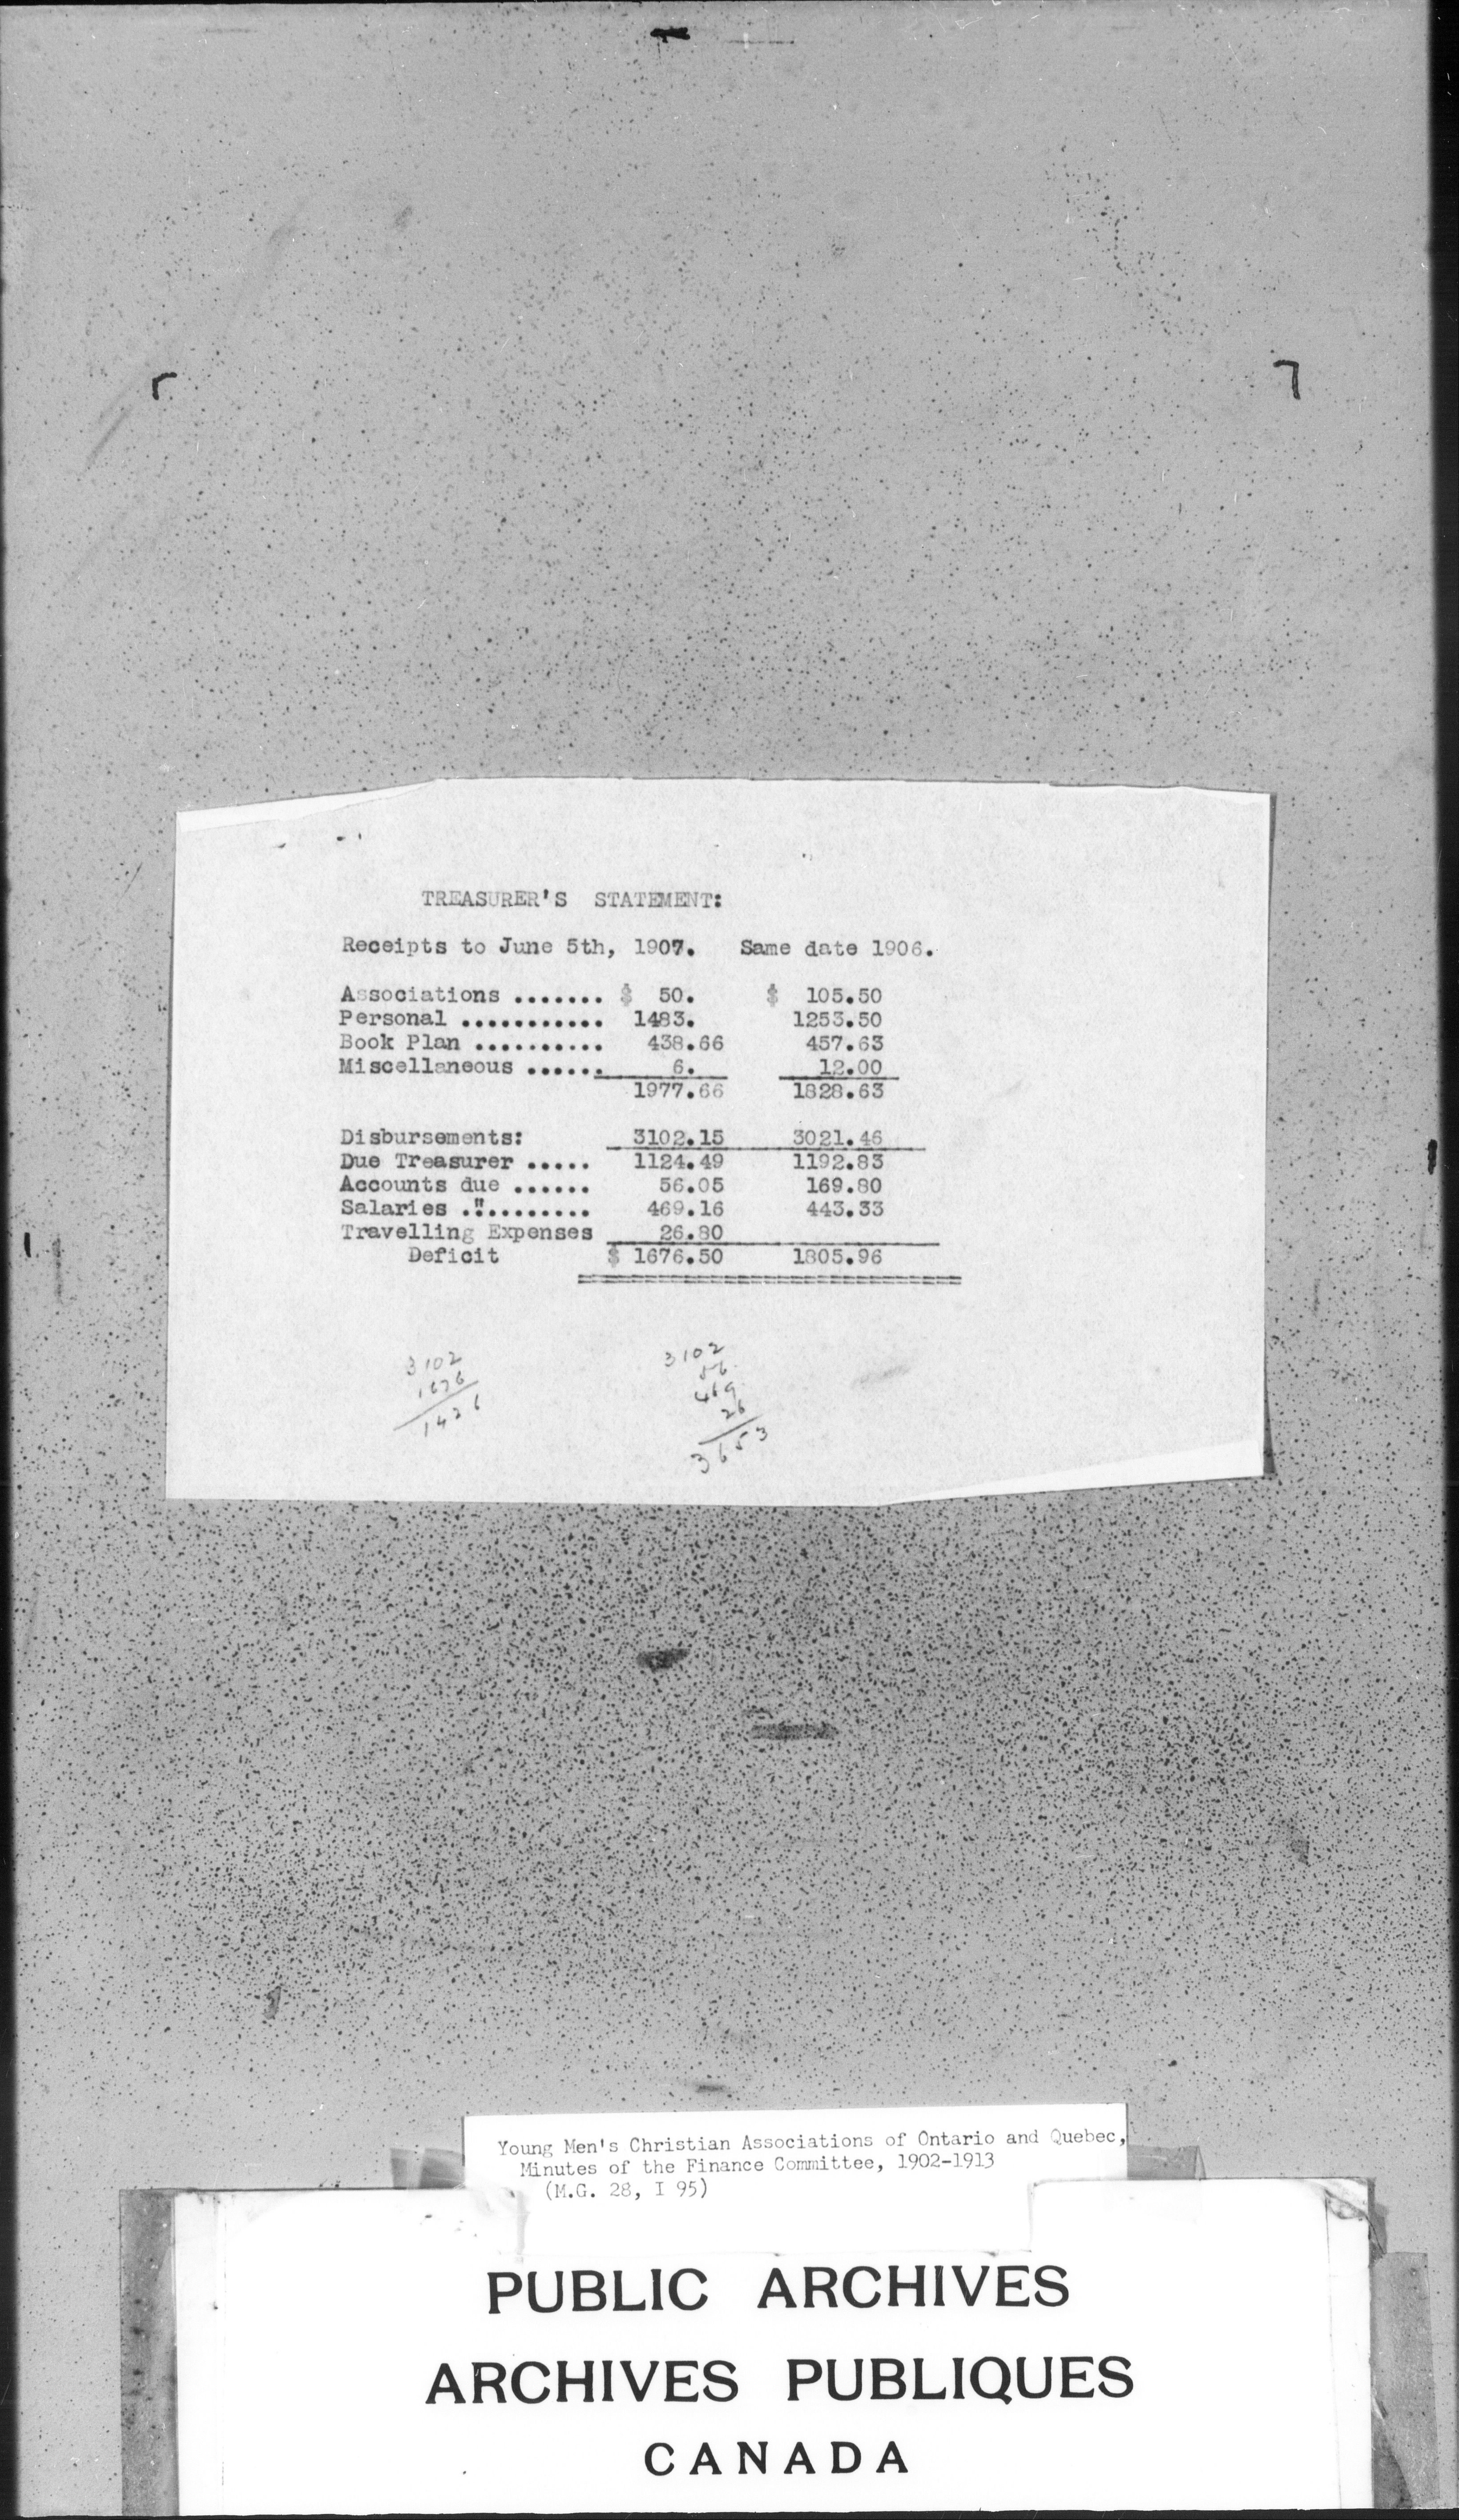 TREASURER'S STATEMENT:
Receipts to June 5th, 1907. Same date 1906.
Associations ....... $ 50. $ 105.50
Personal ........... 1483. 1253.50
Book Plan .......... 438.66 457.63
Miscellaneous ...... 6. 12.00
1977.66 1828.63
Disbursements: 3102.15 3021.46
Due Treasurer ..... 1124.49 1192.83
Accounts due ...... 56.05 169.80
Salaries ."......... 469.16 443.33
Travelling Expenses 26.80
Deficit $ 1676.50 1805.96
3102
1676
1426
3102
56
469
26
3653
Young Men's Christian Associations of Ontario and Quebec,
Minutes of the Finance Committee, 1902-1913
(M.G. 28, I 95)
PUBLIC ARCHIVES
ARCHIVES PUBLIQUES
CANADA